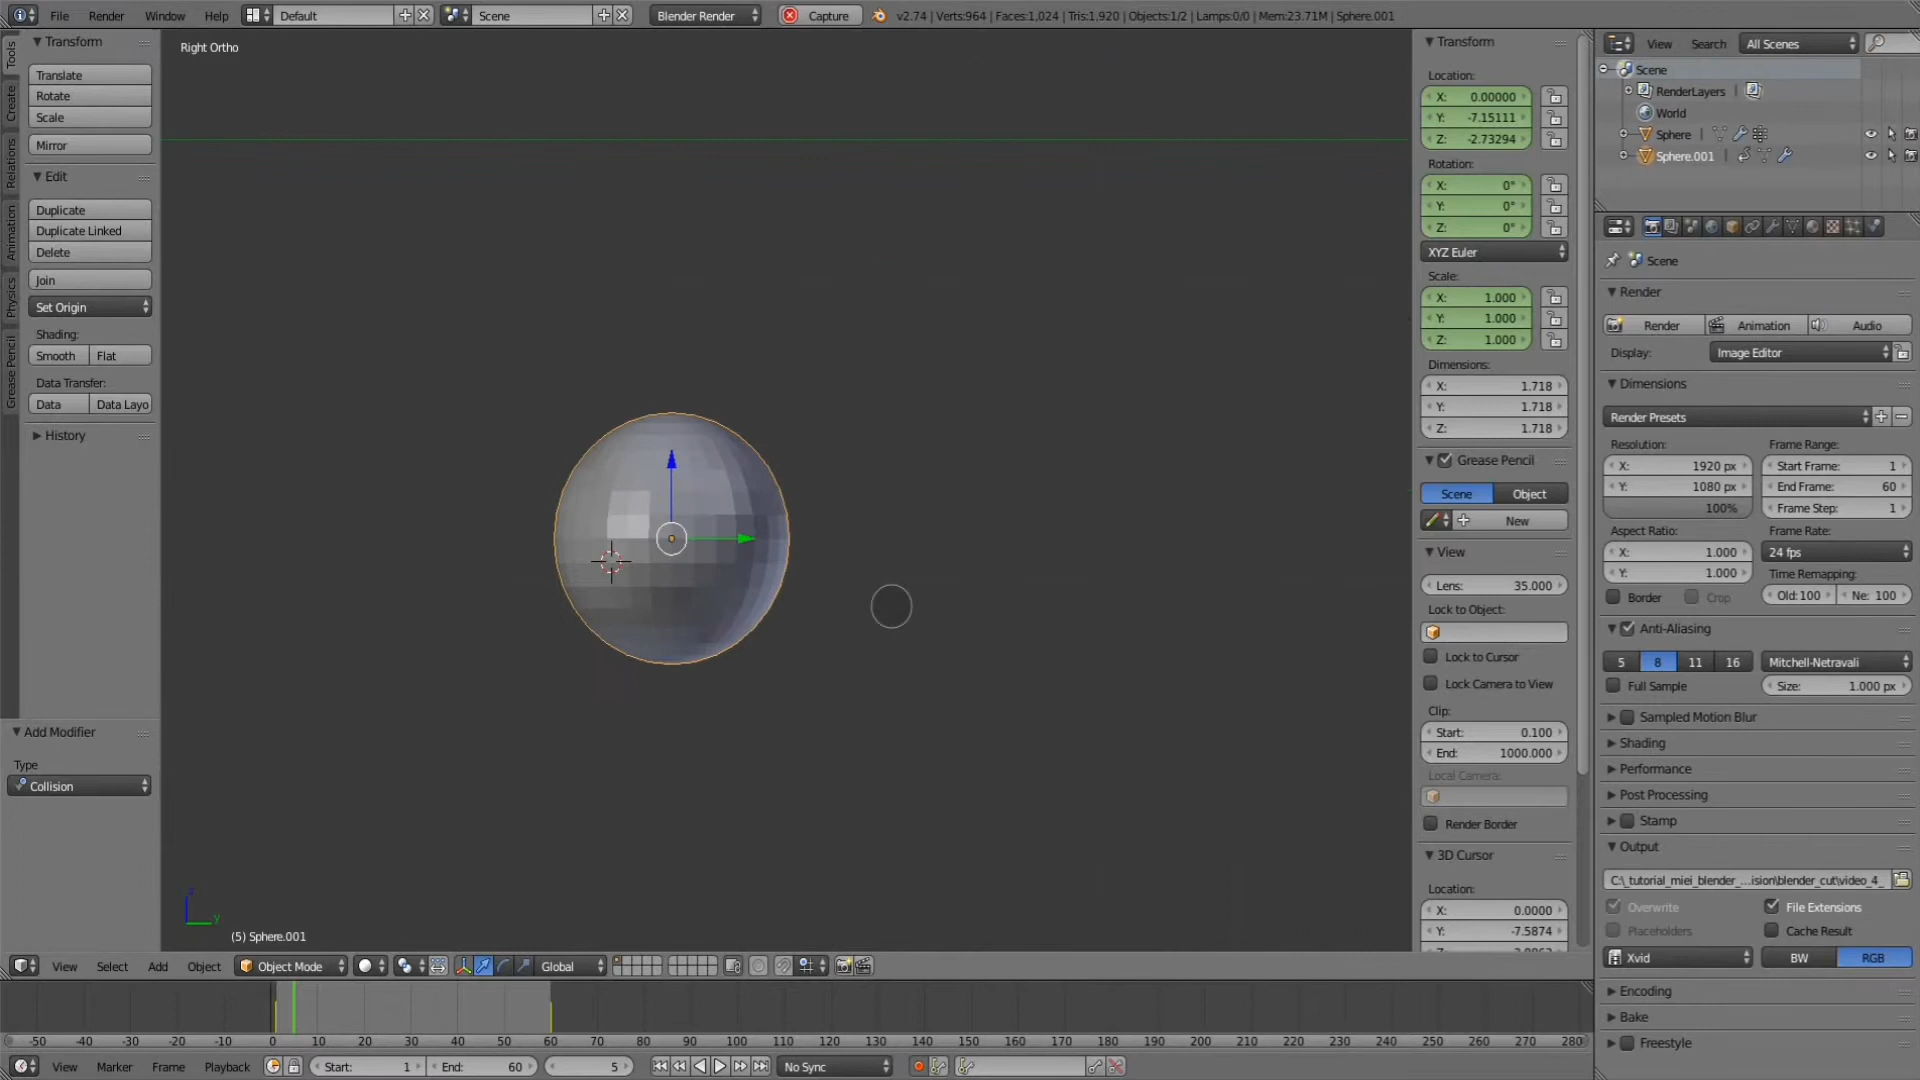 File Render Window Help Default Scene Blender Render Capture v2.74 | Verts:964 | Faces:1,024 | Tris:1,920 | Objects:1/2 | Lamps:0/0 | Mem:23.71M | Sphere.001
Tools
Create
Relations
Animation
Physics
Grease Pencil
Transform
Translate
Rotate
Scale
Mirror
Edit
Duplicate
Duplicate Linked
Delete
Join
Set Origin
Shading:
Smooth Flat
Data Transfer:
Data Data Layo
History
Add Modifier
Type
Collision
Right Ortho
z
y
(5) Sphere.001
Transform
Location:
X: 0.00000
Y: -7.15111
Z: -2.73294
Rotation:
X: 0°
Y: 0°
Z: 0°
XYZ Euler
Scale:
X: 1.000
Y: 1.000
Z: 1.000
Dimensions:
X: 1.718
Y: 1.718
Z: 1.718
Grease Pencil
Scene Object
New
View
Lens: 35.000
Lock to Object:
Lock to Cursor
Lock Camera to View
Clip:
Start: 0.100
End: 1000.000
Local Camera:
Render Border
3D Cursor
Location:
X: 0.0000
Y: -7.5874
View Search All Scenes
Scene
RenderLayers
World
Sphere
Sphere.001
Scene
Render
Render Animation Audio
Display: Image Editor
Dimensions
Render Presets
Resolution: Frame Range:
X: 1920 px Start Frame: 1
Y: 1080 px End Frame: 60
100% Frame Step: 1
Aspect Ratio: Frame Rate:
X: 1.000 24 fps
Y: 1.000 Time Remapping:
Border Crop Old: 100 Ne: 100
Anti-Aliasing
5 8 11 16 Mitchell-Netravali
Full Sample Size: 1.000 px
Sampled Motion Blur
Shading
Performance
Post Processing
Stamp
Output
C:\_tutorial_miei_blender_...ision\blender_cut\video_4_
Overwrite File Extensions
Placeholders Cache Result
Xvid BW RGB
Encoding
Bake
Freestyle
View Select Add Object Object Mode Global
-50 -40 -30 -20 -10 0 10 20 30 40 50 60 70 80 90 100 110 120 130 140 150 160 170 180 190 200 210 220 230 240 250 260 270 280
View Marker Frame Playback Start: 1 End: 60 5 No Sync